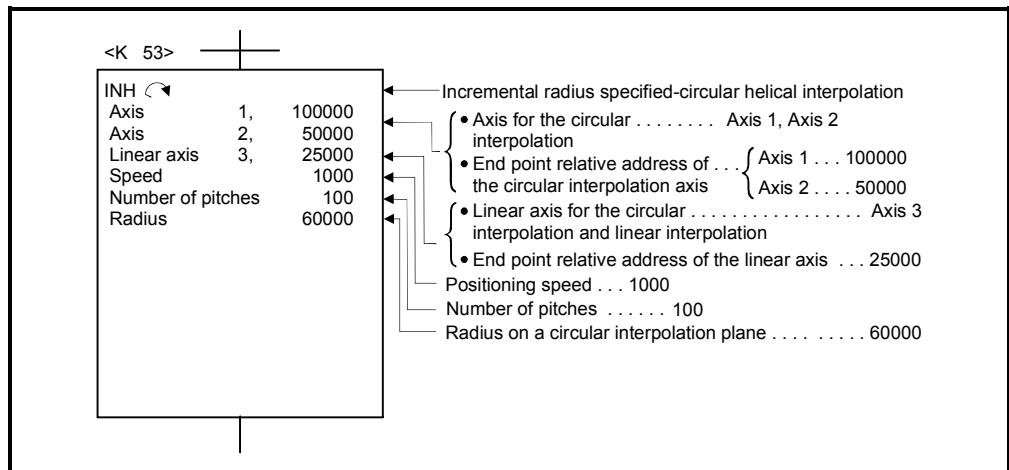 <K 53>
INH
Axis 1, 100000
Axis 2, 50000
Linear axis 3, 25000
Speed 1000
Number of pitches 100
Radius 60000
Incremental radius specified-circular helical interpolation
• Axis for the circular . . . . . . . . Axis 1, Axis 2
interpolation
• End point relative address of . . . Axis 1 . . . 100000
the circular interpolation axis Axis 2 . . . . 50000
• Linear axis for the circular . . . . . . . . . . . . . . . . . Axis 3
interpolation and linear interpolation
• End point relative address of the linear axis . . . 25000
Positioning speed . . . 1000
Number of pitches . . . . . . 100
Radius on a circular interpolation plane . . . . . . . . . . 60000